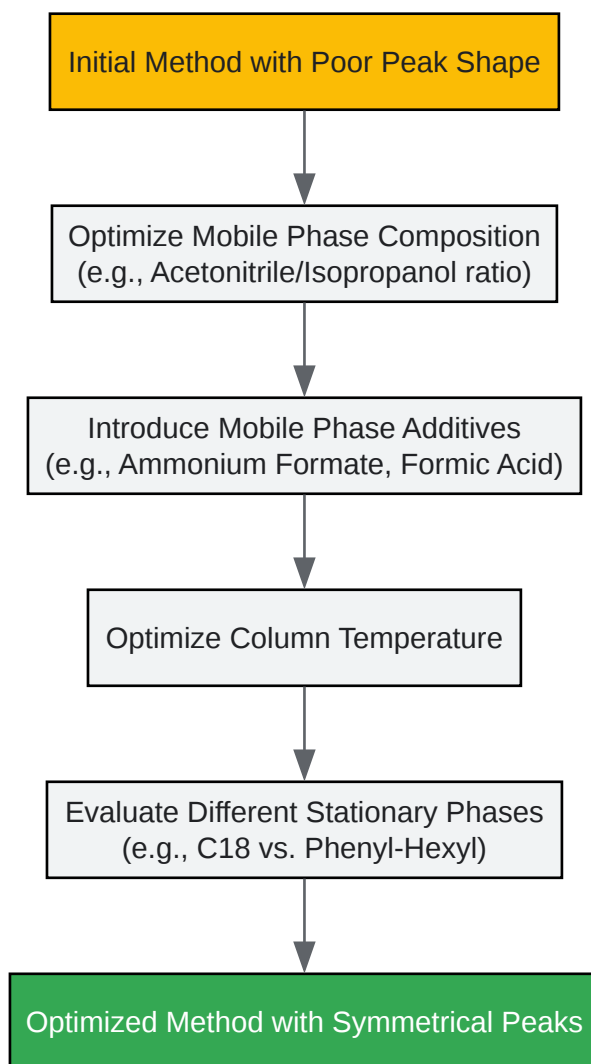 Initial Method with Poor Peak Shape
Optimize Mobile Phase Composition
(e.g., Acetonitrile/Isopropanol ratio)
Introduce Mobile Phase Additives
(e.g., Ammonium Formate, Formic Acid)
Optimize Column Temperature
Evaluate Different Stationary Phases
(e.g., C18 vs. Phenyl-Hexyl)
Optimized Method with Symmetrical Peaks